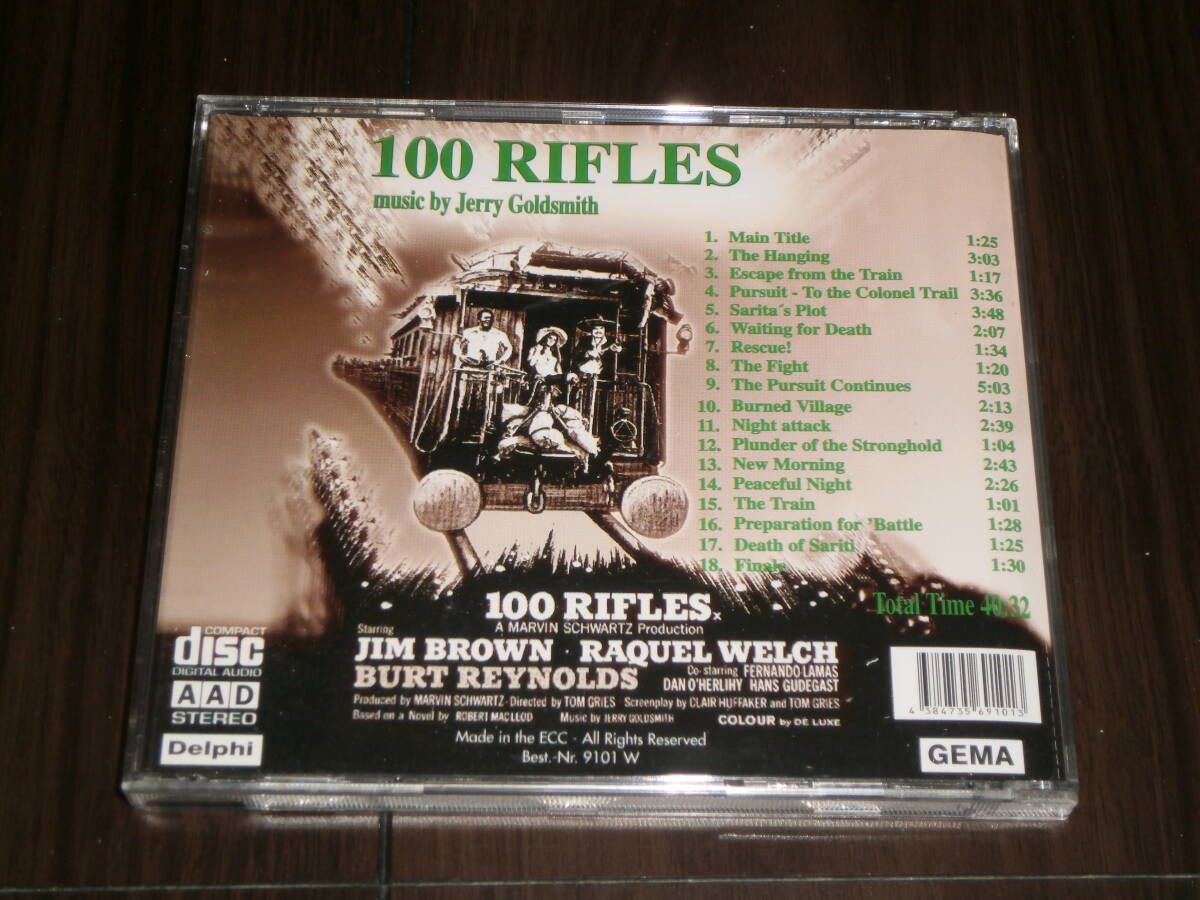 100 RIFLES
music by Jerry Goldsmith
1. Main Title 1:25
2. The Hanging 3:03
3. Escape from the Train 1:17
4. Pursuit - To the Colonel Trail 3:36
5. Sarita´s Plot 3:48
6. Waiting for Death 2:07
7. Rescue! 1:34
8. The Fight 1:20
9. The Pursuit Continues 5:03
10. Burned Village 2:13
11. Night attack 2:39
12. Plunder of the Stronghold 1:04
13. New Morning 2:43
14. Peaceful Night 2:26
15. The Train 1:01
16. Preparation for ’Battle 1:28
17. Death of Sariti 1:25
18. Finale 1:30
Total Time 40:32
100 RIFLES x
A MARVIN SCHWARTZ Production
Starring
JIM BROWN · RAQUEL WELCH
BURT REYNOLDS
Co-starring FERNANDO LAMAS
DAN O'HERLIHY HANS GUDEGAST
Produced by MARVIN SCHWARTZ · Directed by TOM GRIES Screenplay by CLAIR HUFFAKER and TOM GRIES
Based on a Novel by ROBERT MACLEOD Music by JERRY GOLDSMITH COLOUR by DE LUXE
Made in the ECC · All Rights Reserved
Best.-Nr. 9101 W
COMPACT
disc
DIGITAL AUDIO
AAD
STEREO
Delphi
4 384735 691013
GEMA